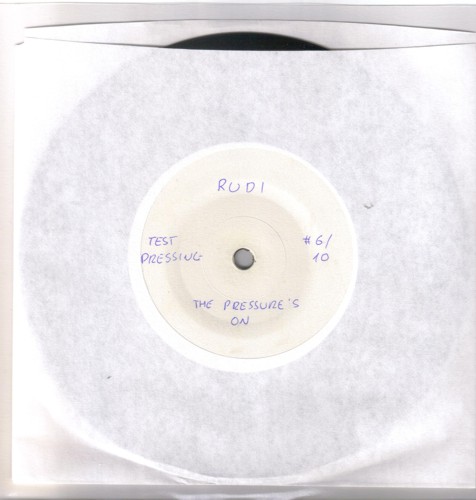 RUDI
TEST
PRESSING
#6/
10
THE PRESSURE'S
ON